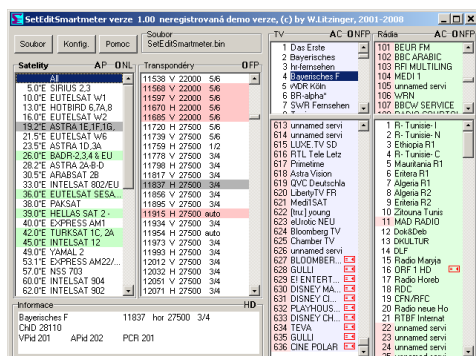 SetEditSmartmeter verze 1.00 neregistrovaná demo verze, (c) by W.Litzinger, 2001-2008
Soubor Konfig. Pomoc
Soubor
SetEditSmartmeter.bin
Satelity AP ONL
All
5.0°E SIRIUS 2,3
10.0°E EUTELSAT W1
13.0°E HOTBIRD 6,7A,8
16.0°E EUTELSAT W2
19.2°E ASTRA 1E,1F,1G,
21.5°E EUTELSAT W6
23.5°E ASTRA 1D,3A
26.0°E BADR-2,3,4 & EU
28.2°E ASTRA 2A-B-D
30.5°E ARABSAT 2B
33.0°E INTELSAT 802/EU
36.0°E EUTELSAT SESA...
38.0°E PAKSAT
39.0°E HELLAS SAT 2 -
40.0°E EXPRESS AM1
42.0°E TURKSAT 1C, 2A
45.0°E INTELSAT 12
49.0°E YAMAL 2
53.1°E EXPRESS AM22/...
57.0°E NSS 703
60.0°E INTELSAT 904
62.0°E INTELSAT 902
Transpondéry OFP
11538 V 22000 5/6
11568 V 22000 5/6
11597 V 22000 5/6
11670 V 22000 5/6
11685 V 22000 5/6
11720 H 27500 5/6
11739 V 27500 5/6
11759 H 27500 1/2
11778 V 27500 3/4
11798 H 27500 3/4
11817 V 27500 3/4
11837 H 27500 3/4
11856 V 27500 3/4
11895 V 27500 3/4
11915 H 27500 auto
11934 V 27500 3/4
11954 H 27500 auto
11973 V 27500 3/4
11993 H 27500 3/4
12012 V 27500 3/4
12031 H 27500 3/4
12051 V 27500 3/4
12070 H 27500 3/4
TV AC ONFP
1 Das Erste
2 Bayerisches
3 hr-fernsehen
4 Bayerisches F
5 WDR Köln
6 BR-alpha*
7 SWR Fernsehen
613 unnamed servi
614 unnamed servi
615 LUXE.TV SD
616 RTL Tele Letz
617 Primetime
618 Astra Vision
619 QVC Deutschla
620 LibertyTV FR
621 Medi1SAT
622 [tru:] young
623 eUrotic NEU
624 Bloomberg TV
625 Chamber TV
626 unnamed servi
627 BLOOMBER...
628 GULLI
629 E! ENTERT...
630 DISNEY MA...
631 DISNEY CI...
632 PLAYHOUS...
633 DISNEY CH...
634 TEVA
635 GULLI
636 CINE POLAR
Rádia AC ONFP
101 BEUR FM
102 BBC ARABIC
103 RFI MULTILING
104 MEDI 1
105 unnamed servi
106 WRN
107 BBCW SERVICE
1 R- Tunisie- I
2 R- Tunisie- N
3 Ethiopia R1
4 R- Tunisie- C
5 Mauritania R1
6 Eritera R1
7 Algeria R1
8 Algeria R2
9 Eritera R2
10 Zitouna Tunis
11 MAD RADIO
12 Dok&Deb
13 DKULTUR
14 DLF
15 Radio Maryja
16 ORF 1 HD
17 Radio Horeb
18 RDC
19 CFN/RFC
20 Radio neue Ho
21 RTBF Internat
22 unnamed servi
23 unnamed servi
24 unnamed servi
Informace HD
Bayerisches F 11837 hor 27500 3/4
ChID 28110
VPid 201 APid 202 PCR 201